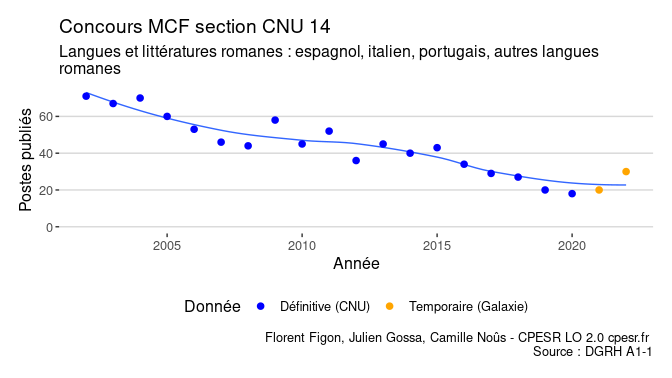 Concours MCF section CNU 14
Langues et littératures romanes : espagnol, italien, portugais, autres langues
romanes
Postes publiés
60
40
20
0
2005 2010 2015 2020
Année
Donnée Définitive (CNU) Temporaire (Galaxie)
Florent Figon, Julien Gossa, Camille Noûs - CPESR LO 2.0 cpesr.fr
Source : DGRH A1-1